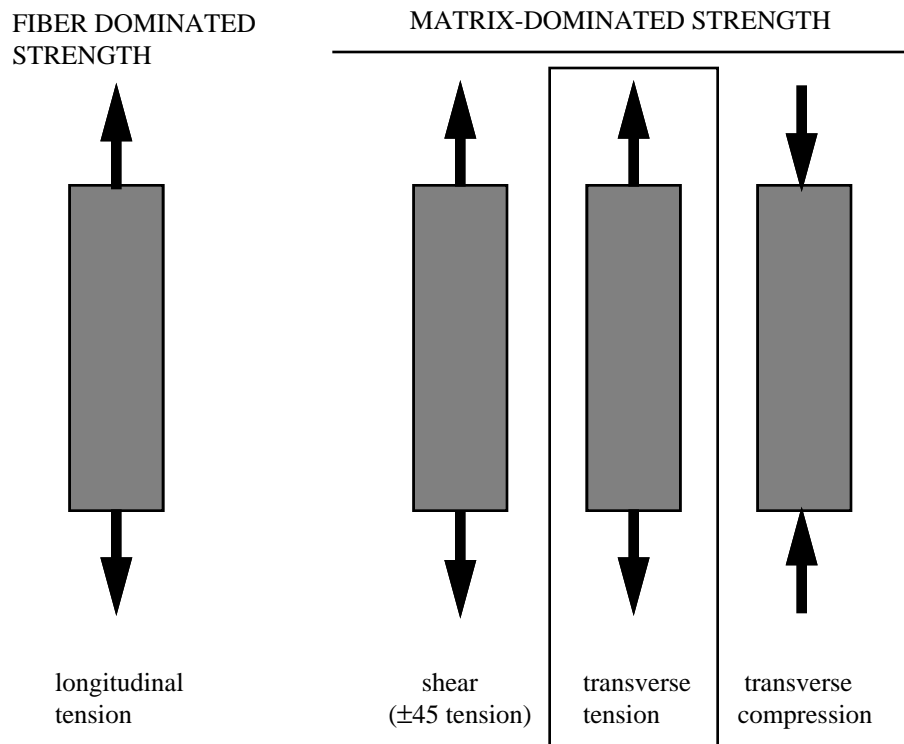 FIBER DOMINATED
STRENGTH
MATRIX-DOMINATED STRENGTH
longitudinal
tension
shear
(±45 tension)
transverse
tension
transverse
compression